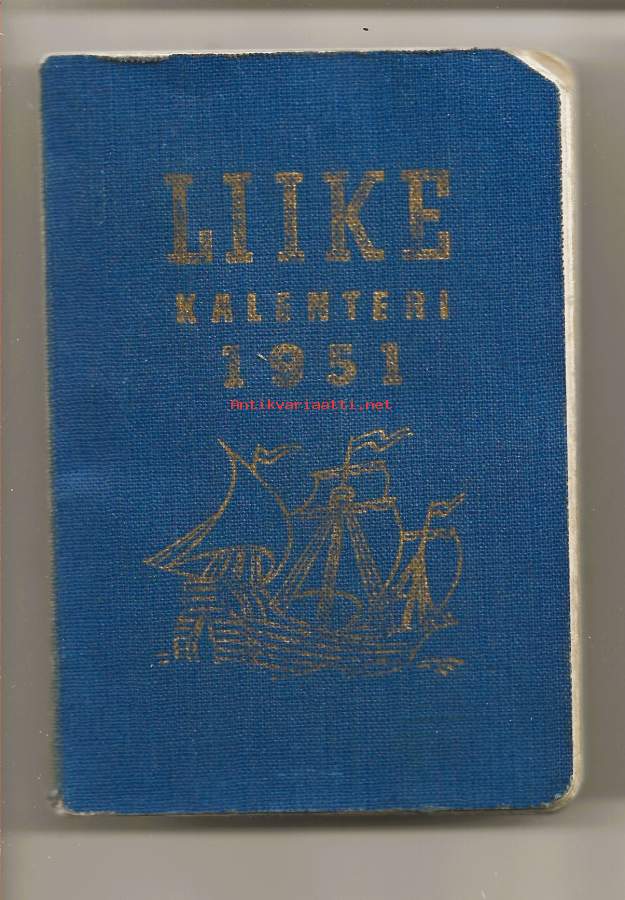 LIIKE
KALENTERI
1951
Antikvariaatti.net